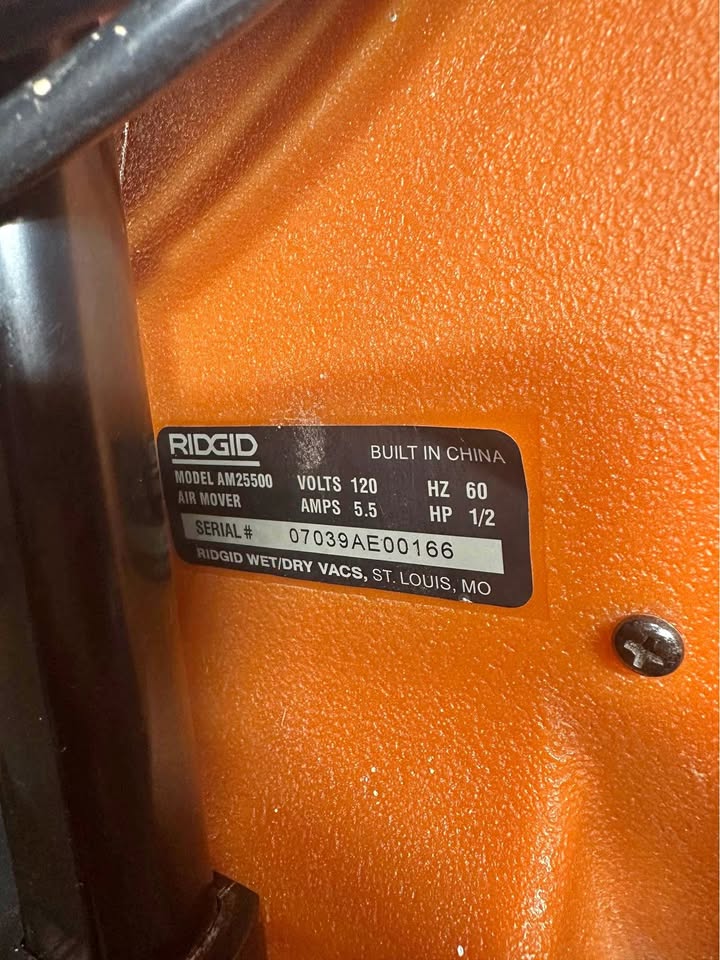 RIDGID BUILT IN CHINA
MODEL AM25500 VOLTS 120 HZ 60
AIR MOVER AMPS 5.5 HP 1/2
SERIAL# 07039AE00166
RIDGID WET/DRY VACS, ST. LOUIS, MO